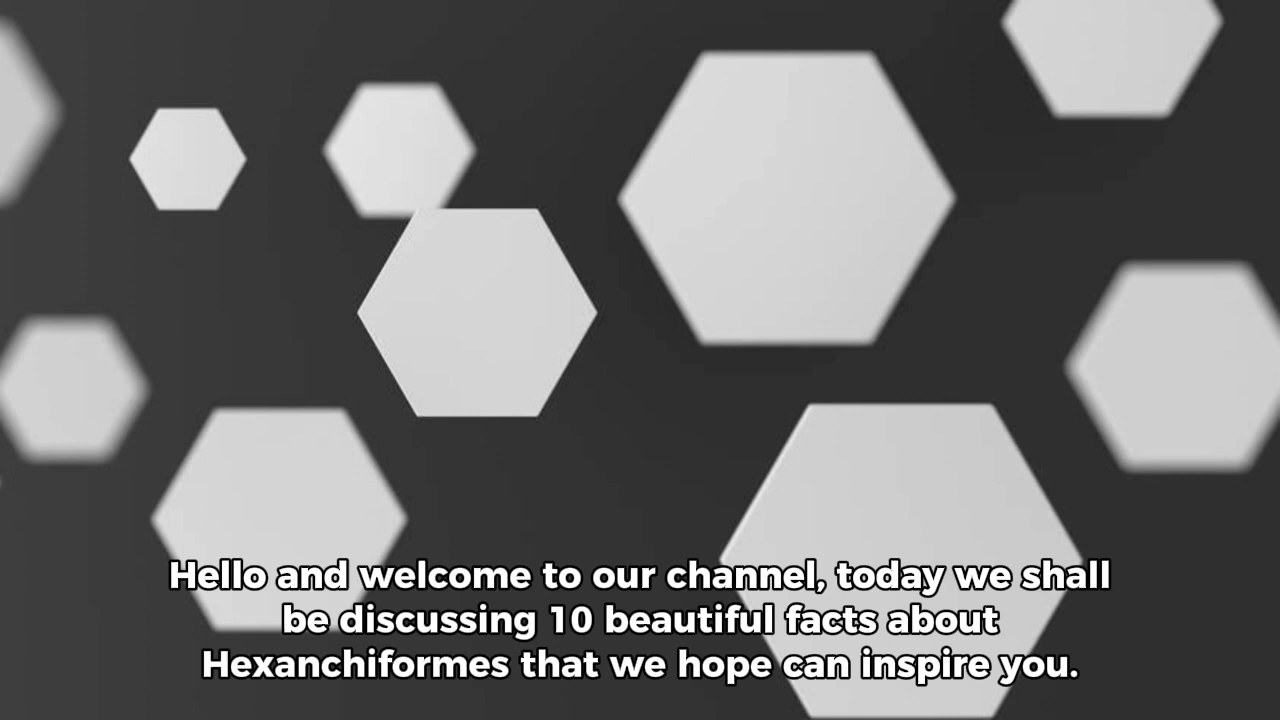 Hello and welcome to our channel, today we shall
be discussing 10 beautiful facts about
Hexanchiformes that we hope can inspire you.